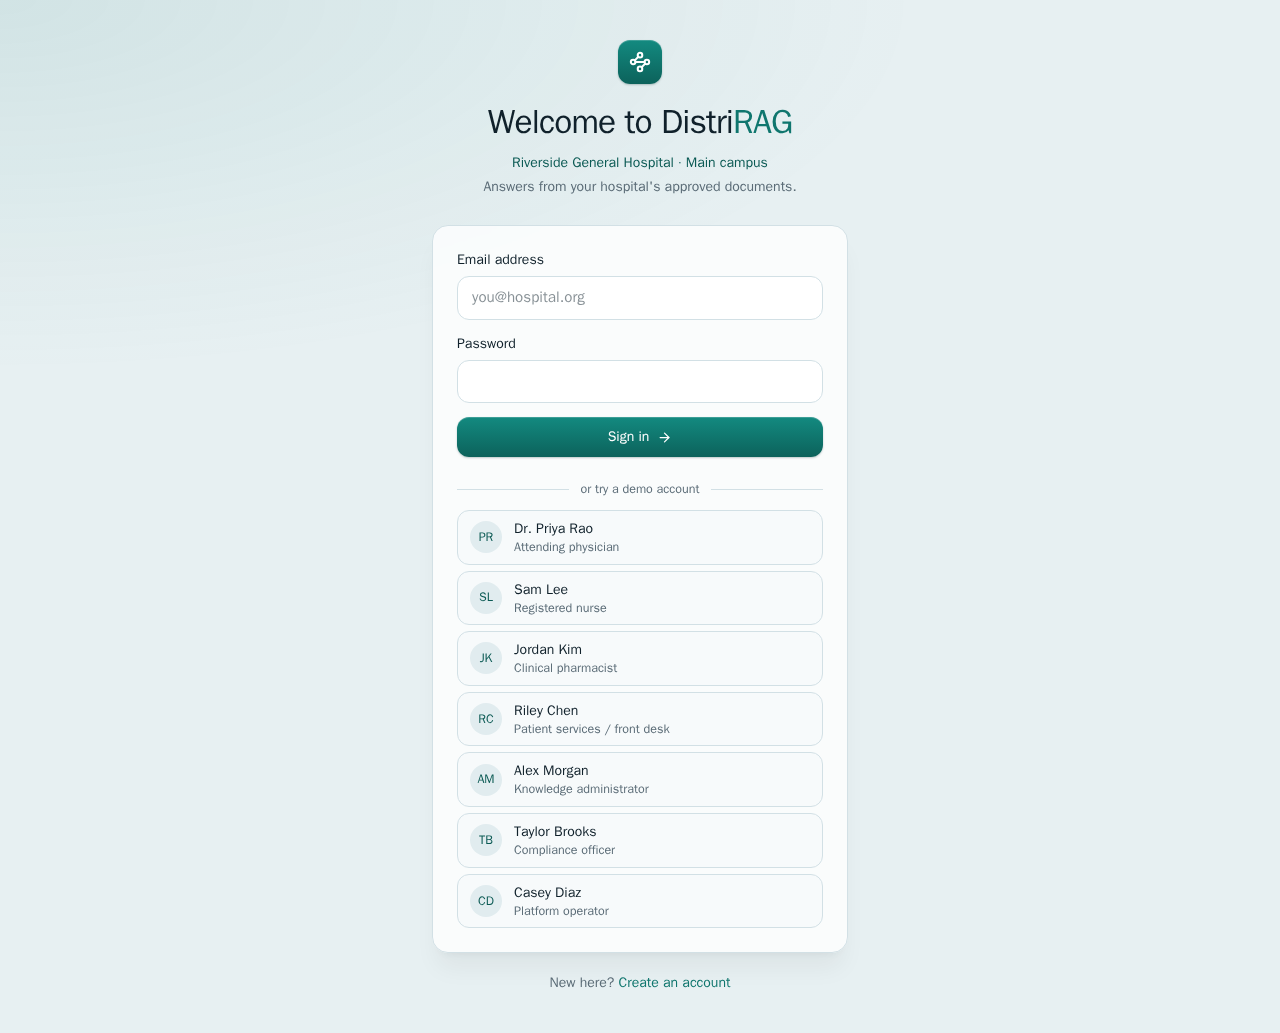 Welcome to DistriRAG
Riverside General Hospital · Main campus
Answers from your hospital's approved documents.
Email address
you@hospital.org
Password
Sign in →
or try a demo account
PR
Dr. Priya Rao
Attending physician
SL
Sam Lee
Registered nurse
JK
Jordan Kim
Clinical pharmacist
RC
Riley Chen
Patient services / front desk
AM
Alex Morgan
Knowledge administrator
TB
Taylor Brooks
Compliance officer
CD
Casey Diaz
Platform operator
New here? Create an account